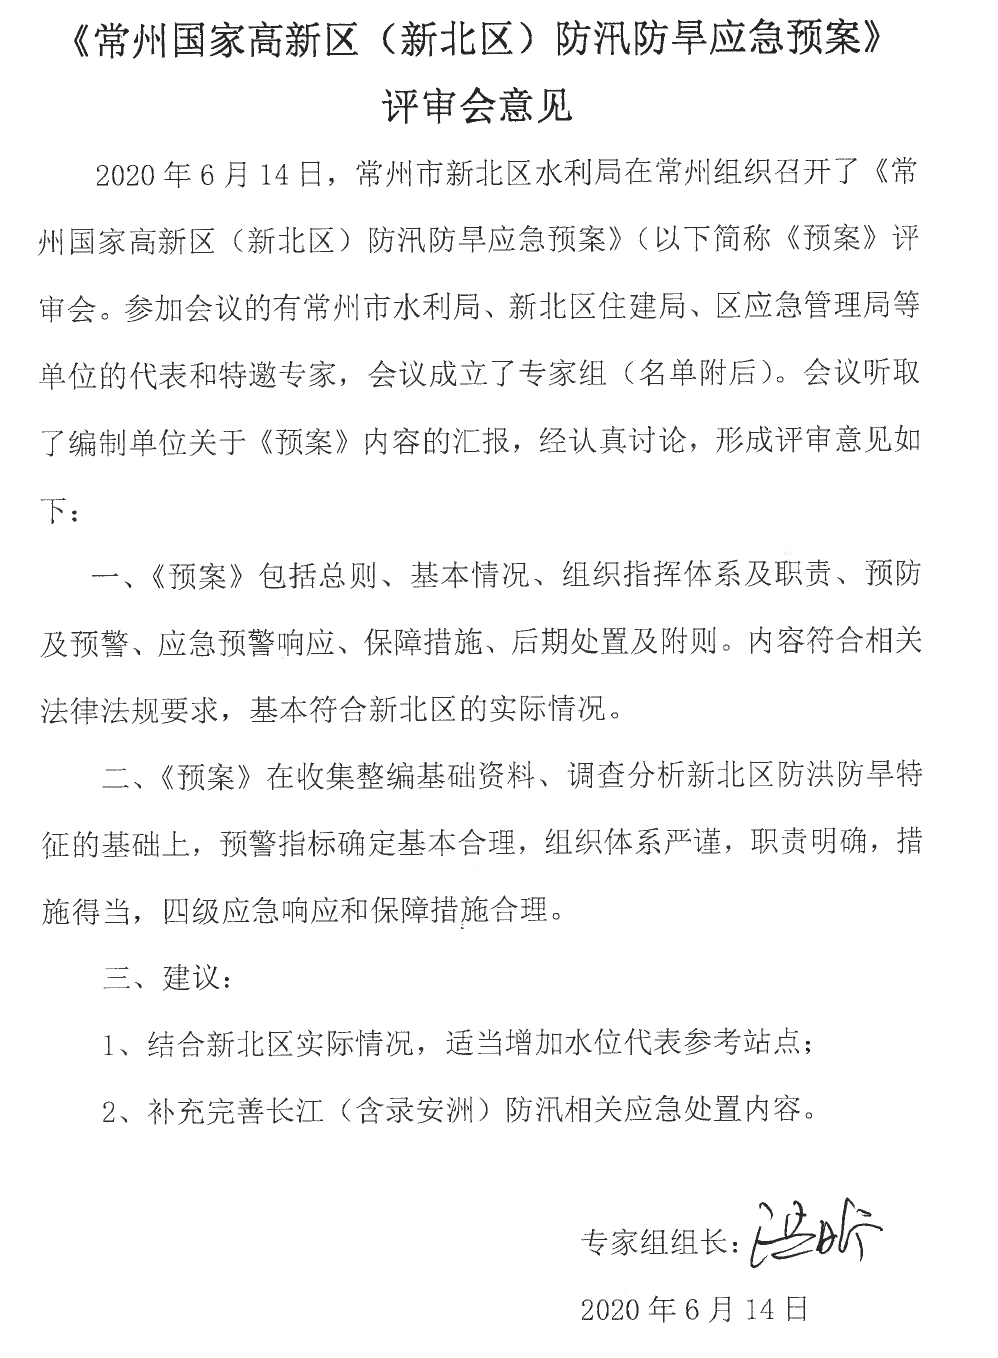 《常州国家高新区（新北区）防汛防旱应急预案》
评审会意见
2020 年 6 月 14 日，常州市新北区水利局在常州组织召开了《常
州国家高新区（新北区）防汛防旱应急预案》（以下简称《预案》评
审会。参加会议的有常州市水利局、新北区住建局、区应急管理局等
单位的代表和特邀专家，会议成立了专家组（名单附后）。会议听取
了编制单位关于《预案》内容的汇报，经认真讨论，形成评审意见如
下：
一、《预案》包括总则、基本情况、组织指挥体系及职责、预防
及预警、应急预警响应、保障措施、后期处置及附则。内容符合相关
法律法规要求，基本符合新北区的实际情况。
二、《预案》在收集整编基础资料、调查分析新北区防洪防旱特
征的基础上，预警指标确定基本合理，组织体系严谨，职责明确，措
施得当，四级应急响应和保障措施合理。
三、建议：
1、结合新北区实际情况，适当增加水位代表参考站点；
2、补充完善长江（含录安洲）防汛相关应急处置内容。
专家组组长：
2020 年 6 月 14 日